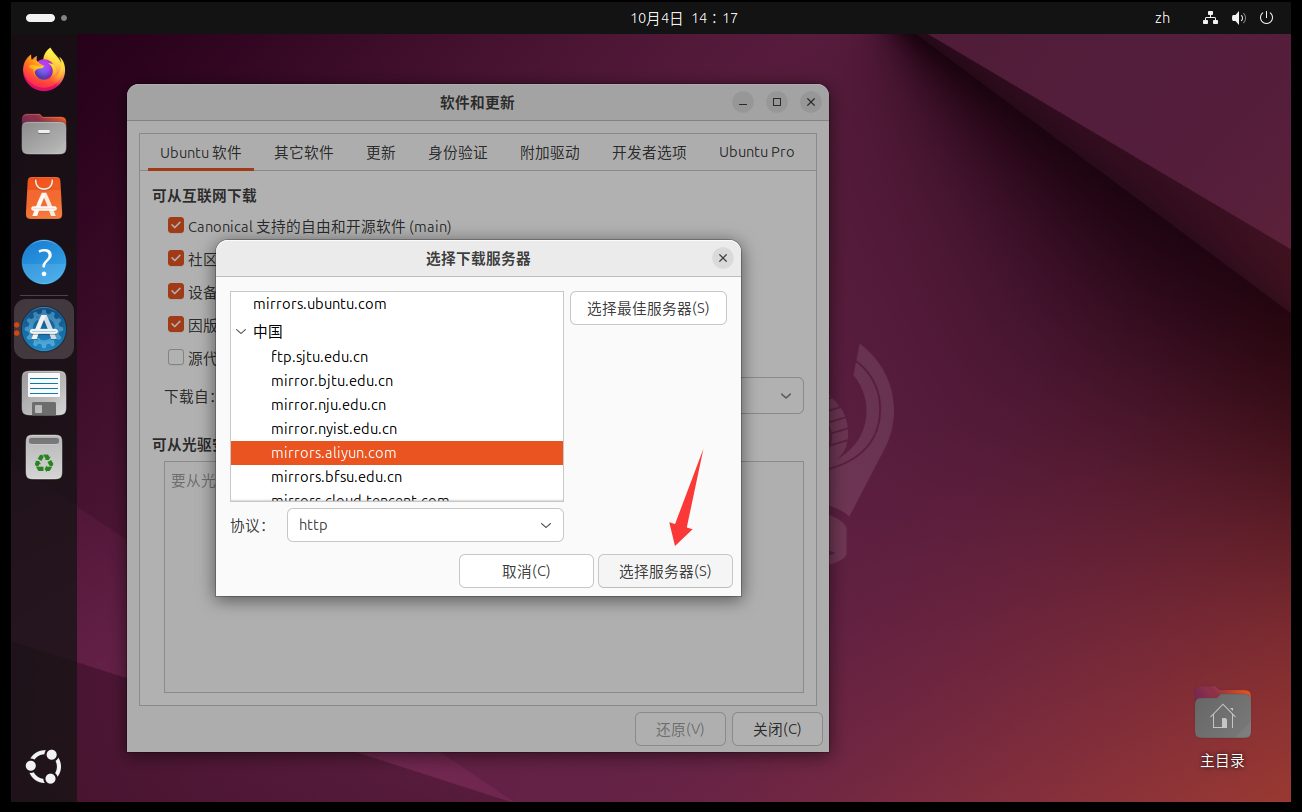 10月4日 14：17
zh
软件和更新
Ubuntu 软件 其它软件 更新 身份验证 附加驱动 开发者选项 Ubuntu Pro
可从互联网下载
Canonical 支持的自由和开源软件 (main)
社区
设备
因版
源代
下载自：
可从光驱安
要从光
选择下载服务器
mirrors.ubuntu.com
选择最佳服务器(S)
中国
ftp.sjtu.edu.cn
mirror.bjtu.edu.cn
mirror.nju.edu.cn
mirror.nyist.edu.cn
mirrors.aliyun.com
mirrors.bfsu.edu.cn
mirrors.cloud.tencent.com
协议： http
取消(C) 选择服务器(S)
还原(V) 关闭(C)
主目录